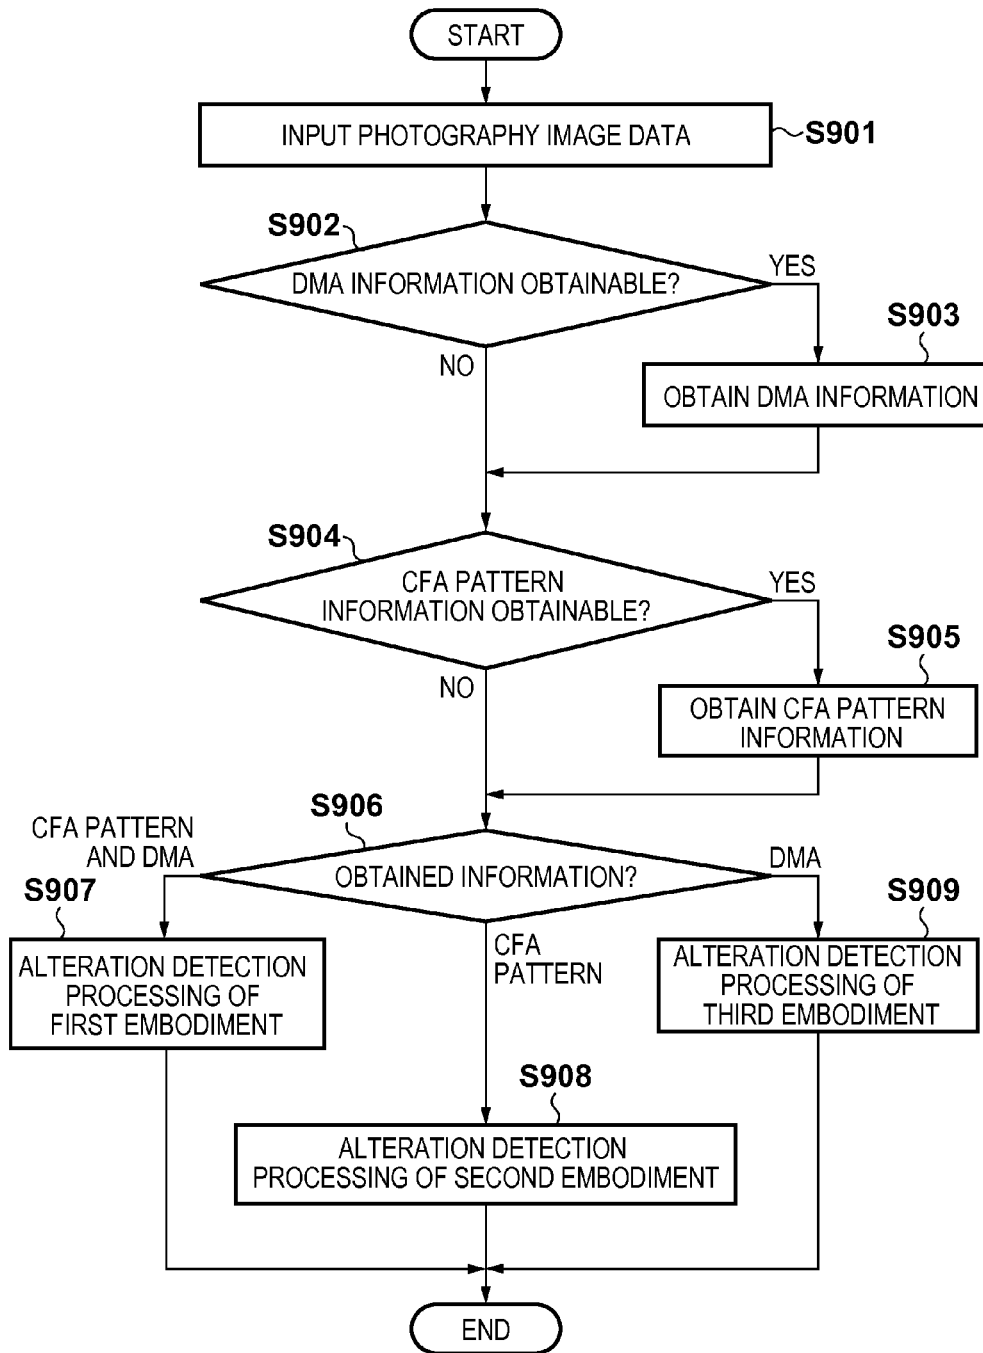 START
INPUT PHOTOGRAPHY IMAGE DATA
S901
S902
DMA INFORMATION OBTAINABLE?
YES
NO
S903
OBTAIN DMA INFORMATION
S904
CFA PATTERN
INFORMATION OBTAINABLE?
YES
NO
S905
OBTAIN CFA PATTERN
INFORMATION
S906
OBTAINED INFORMATION?
CFA PATTERN
AND DMA
DMA
CFA
PATTERN
S907
ALTERATION DETECTION
PROCESSING OF
FIRST EMBODIMENT
S909
ALTERATION DETECTION
PROCESSING OF
THIRD EMBODIMENT
S908
ALTERATION DETECTION
PROCESSING OF SECOND EMBODIMENT
END